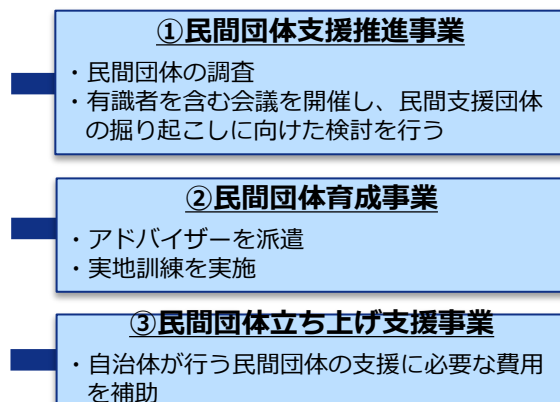 ①民間団体支援推進事業
・民間団体の調査
・有識者を含む会議を開催し、民間支援団体
の掘り起こしに向けた検討を行う
②民間団体育成事業
・アドバイザーを派遣
・実地訓練を実施
③民間団体立ち上げ支援事業
・自治体が行う民間団体の支援に必要な費用
を補助